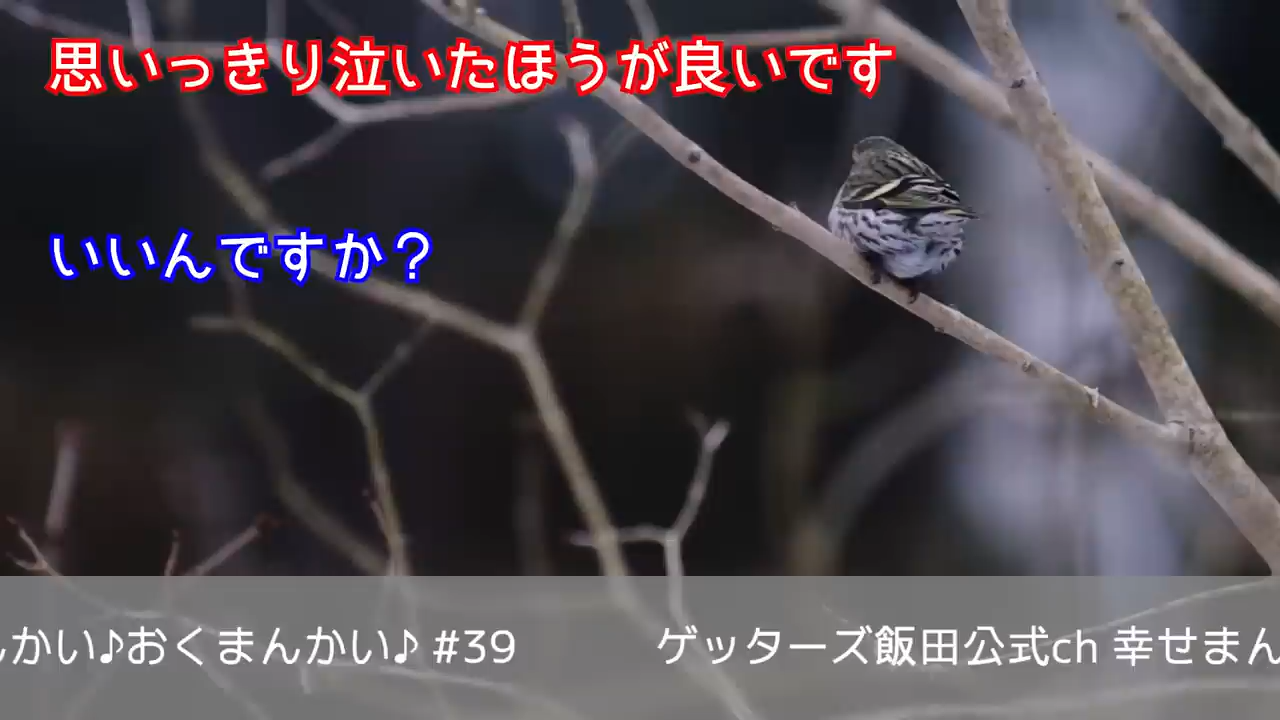 思いっきり泣いたほうが良いです
いいんですか？
かい♪おくまんかい♪ #39 ゲッターズ飯田公式ch 幸せまん